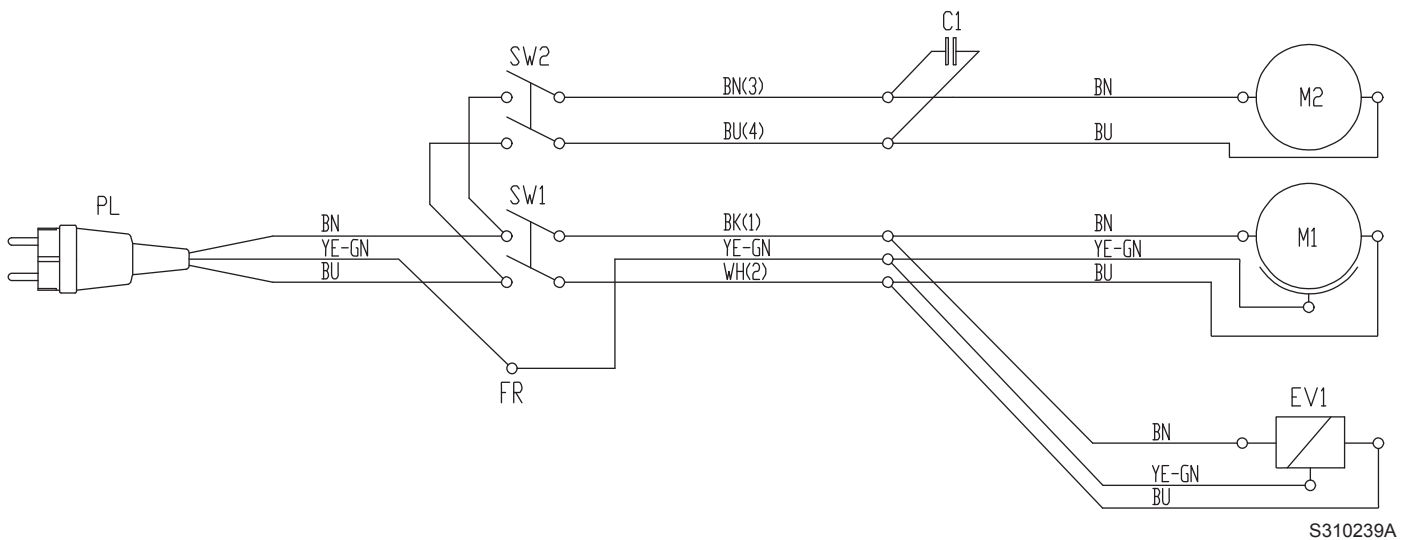 C1
SW2
BN(3)
BN
M2
BU(4)
BU
PL
SW1
BN
BK(1)
BN
M1
YE-GN
YE-GN
YE-GN
BU
WH(2)
BU
FR
EV1
BN
YE-GN
BU
S310239A